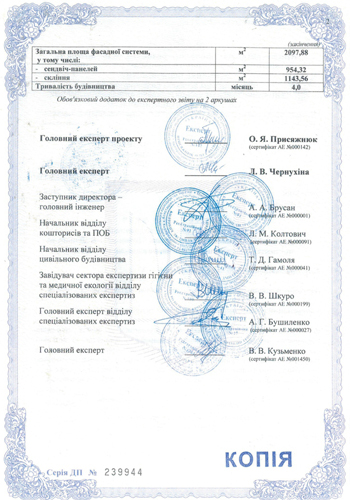 2
(закінчення)
Загальна площа фасадної системи, м² 2097,88
у тому числі:
- сендвіч-панелей м² 954,32
- скління м² 1143,56
Тривалість будівництва місяць 4,0
Обов'язковий додаток до експертного звіту на 2 аркушах
Головний експерт проекту О. Я. Присяжнюк
(сертифікат АЕ №000142)
Головний експерт Л. В. Чернухіна
Заступник директора –
головний інженер А. А. Брусан
(сертифікат АЕ №000001)
Начальник відділу
кошторисів та ПОБ Л. М. Колтович
(сертифікат АЕ №000091)
Начальник відділу
цивільного будівництва Т. Д. Гамоля
(сертифікат АЕ №000041)
Завідувач сектора експертизи гігієни
та медичної екології відділу
спеціалізованих експертиз В. В. Шкуро
(сертифікат АЕ №000199)
Головний експерт відділу
спеціалізованих експертиз А. Г. Бушиленко
(сертифікат АЕ №000027)
Головний експерт В. В. Кузьменко
(сертифікат АЕ №001450)
КОПІЯ
Серія ДП № 239944